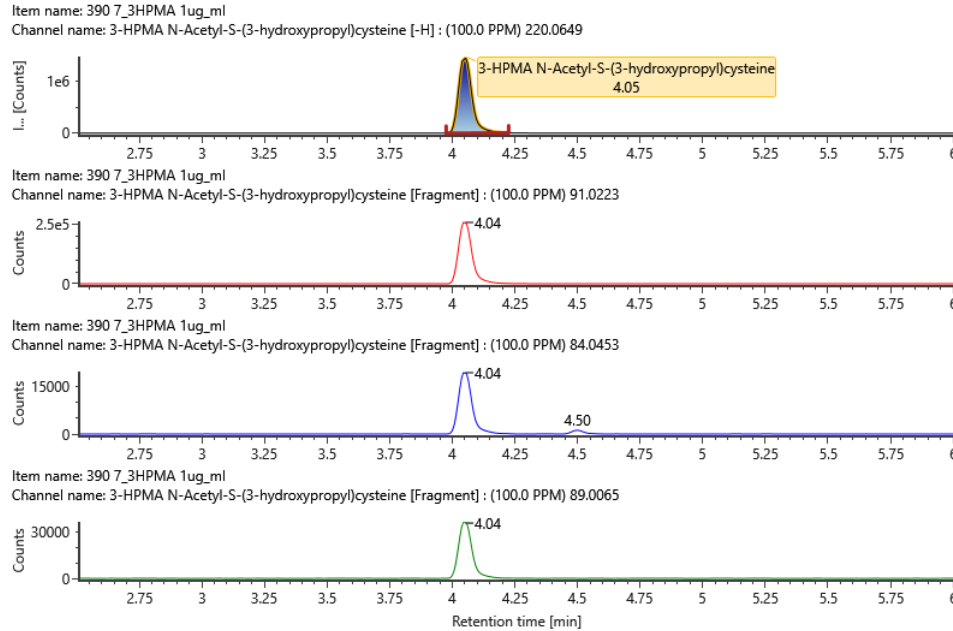 Item name: 390 7_3HPMA 1ug_ml
Channel name: 3-HPMA N-Acetyl-S-(3-hydroxypropyl)cysteine [-H] : (100.0 PPM) 220.0649
I... [Counts]
1e6
0
3-HPMA N-Acetyl-S-(3-hydroxypropyl)cysteine
4.05
2.75 3 3.25 3.5 3.75 4 4.25 4.5 4.75 5 5.25 5.5 5.75 6
Item name: 390 7_3HPMA 1ug_ml
Channel name: 3-HPMA N-Acetyl-S-(3-hydroxypropyl)cysteine [Fragment] : (100.0 PPM) 91.0223
Counts
2.5e5
0
4.04
2.75 3 3.25 3.5 3.75 4 4.25 4.5 4.75 5 5.25 5.5 5.75 6
Item name: 390 7_3HPMA 1ug_ml
Channel name: 3-HPMA N-Acetyl-S-(3-hydroxypropyl)cysteine [Fragment] : (100.0 PPM) 84.0453
Counts
15000
0
4.04
4.50
2.75 3 3.25 3.5 3.75 4 4.25 4.5 4.75 5 5.25 5.5 5.75 6
Item name: 390 7_3HPMA 1ug_ml
Channel name: 3-HPMA N-Acetyl-S-(3-hydroxypropyl)cysteine [Fragment] : (100.0 PPM) 89.0065
Counts
30000
0
4.04
2.75 3 3.25 3.5 3.75 4 4.25 4.5 4.75 5 5.25 5.5 5.75 6
Retention time [min]